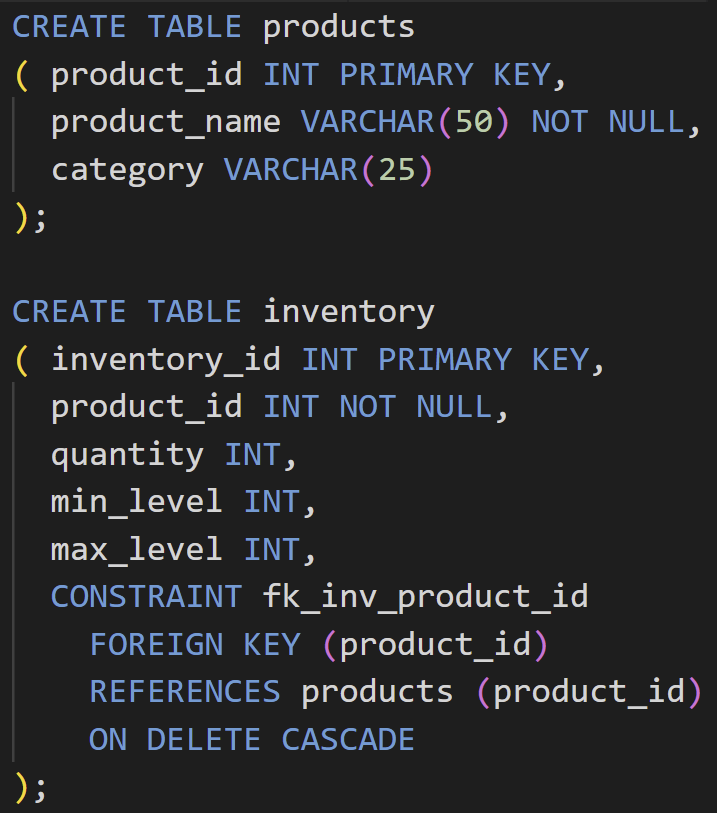 CREATE TABLE products
( product_id INT PRIMARY KEY,
product_name VARCHAR(50) NOT NULL,
category VARCHAR(25)
);
CREATE TABLE inventory
( inventory_id INT PRIMARY KEY,
product_id INT NOT NULL,
quantity INT,
min_level INT,
max_level INT,
CONSTRAINT fk_inv_product_id
FOREIGN KEY (product_id)
REFERENCES products (product_id)
ON DELETE CASCADE
);